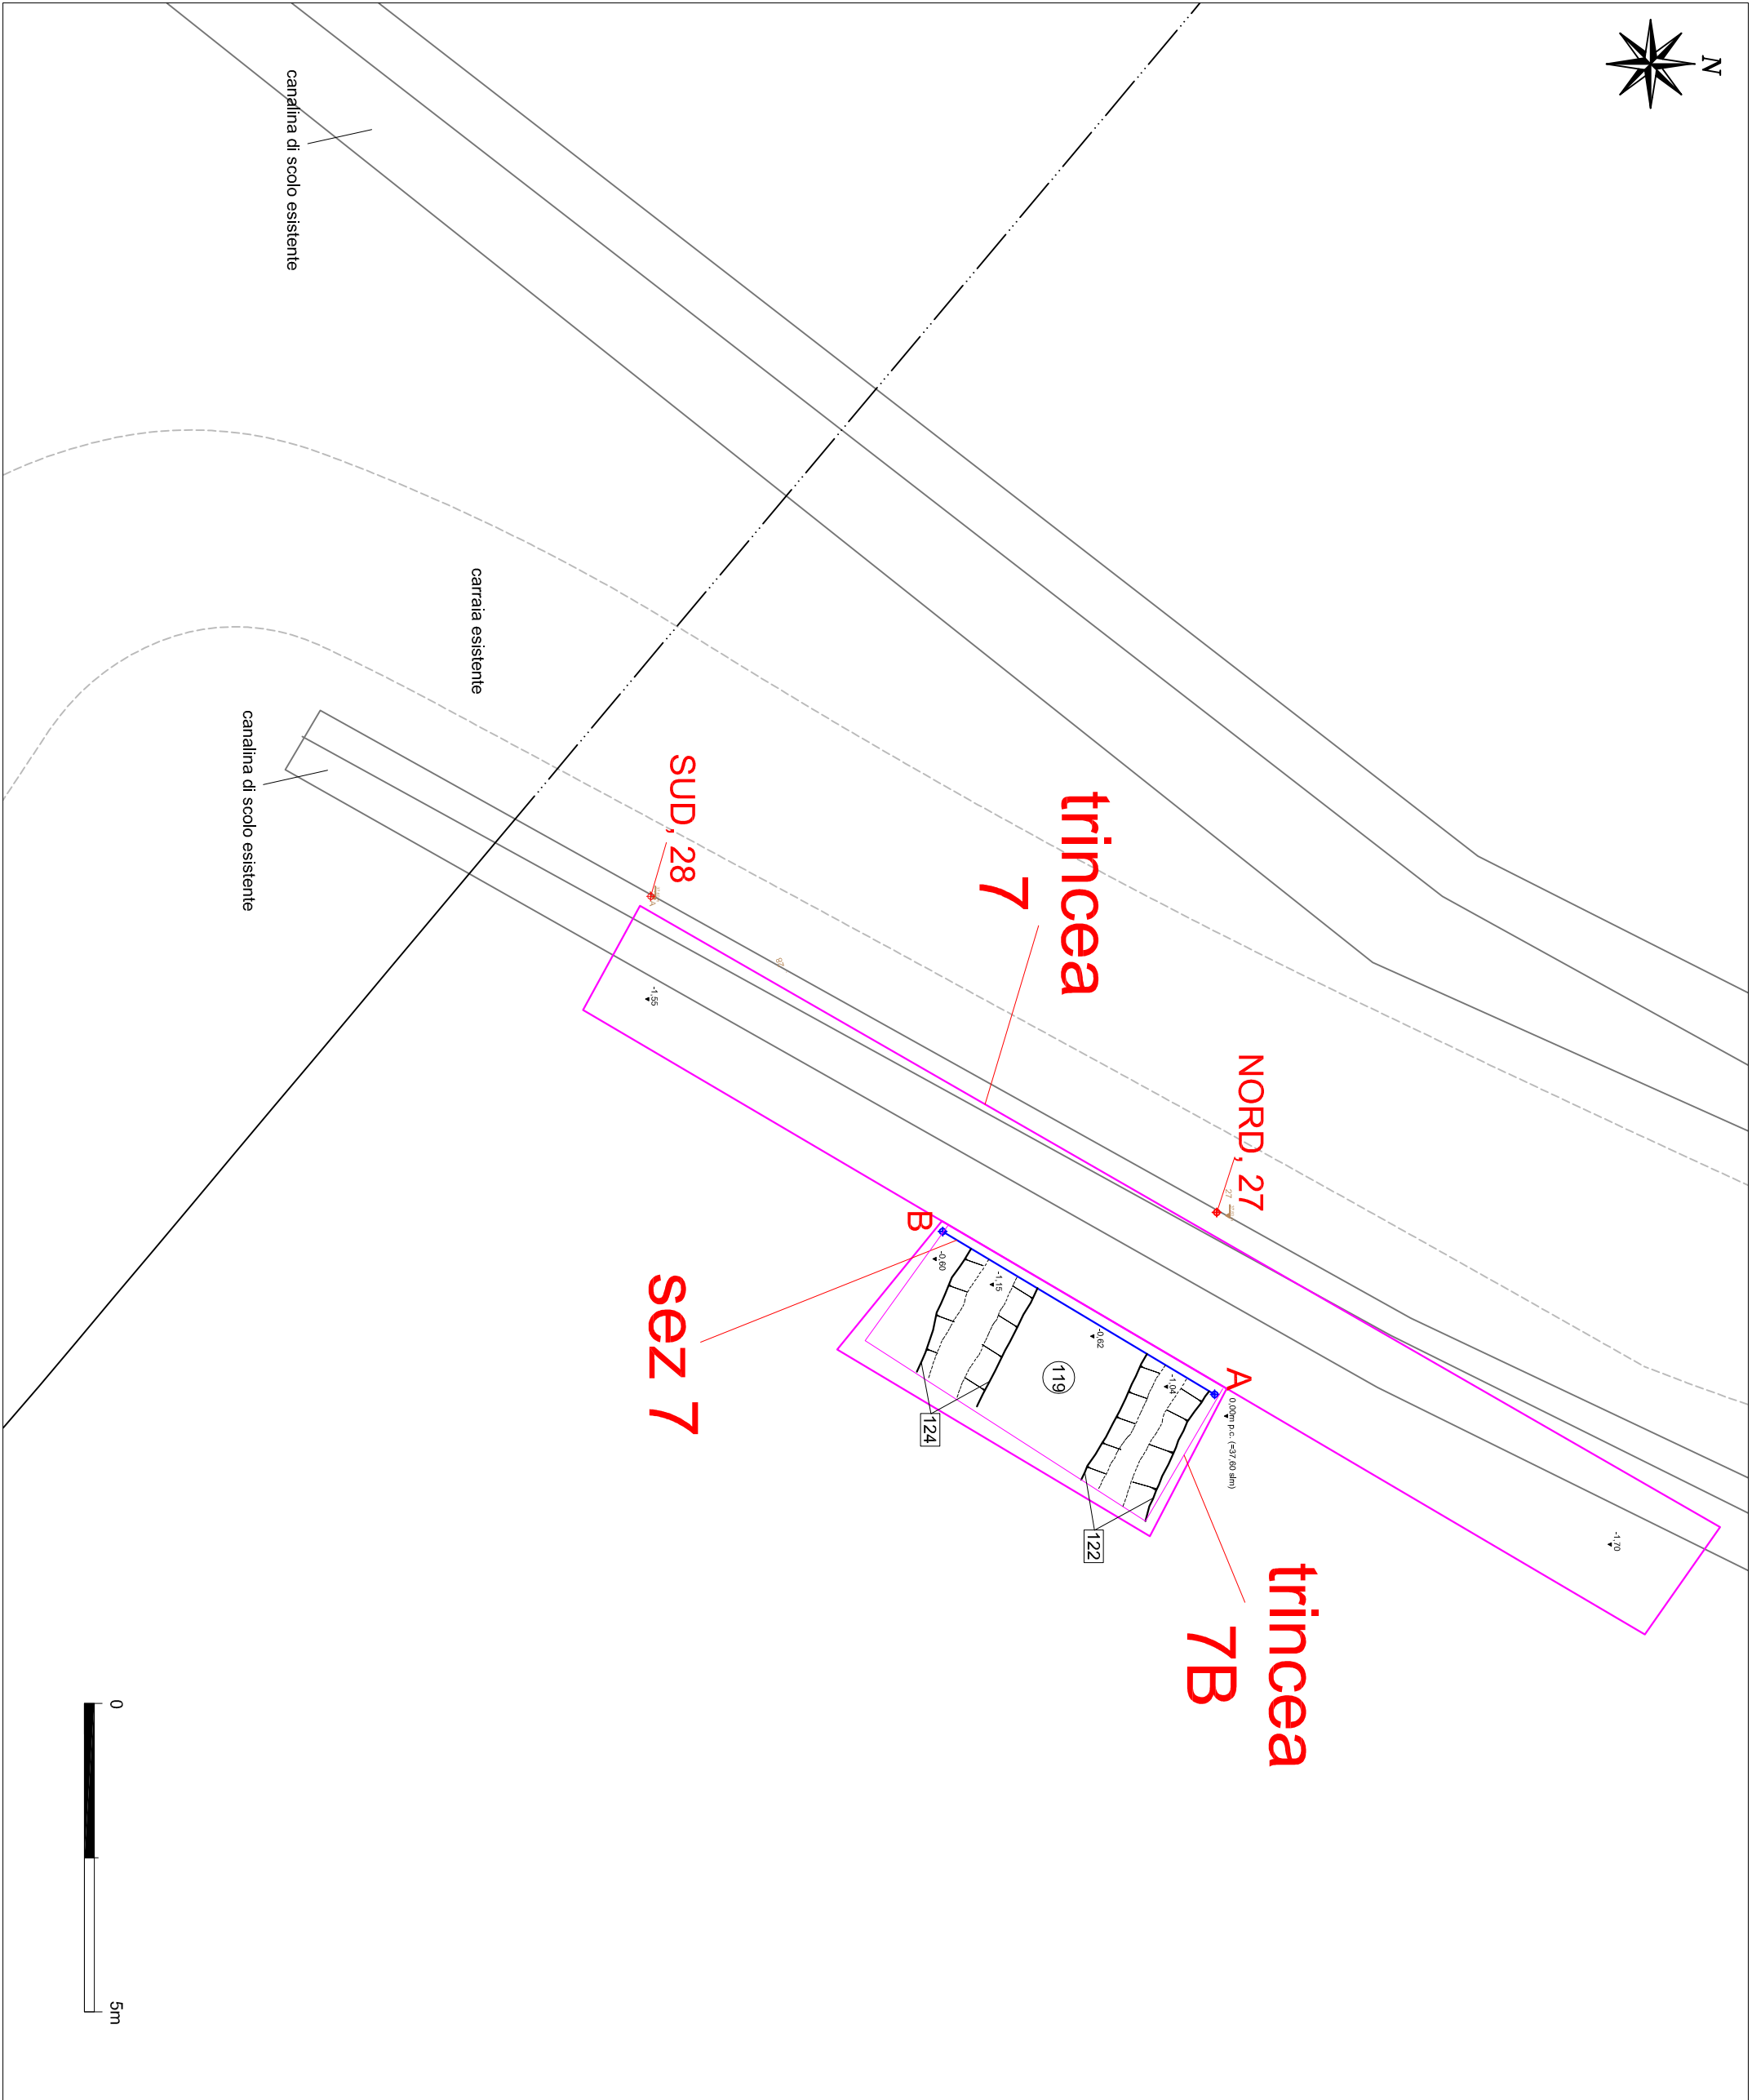 N
canalina di scolo esistente
carraia esistente
canalina di scolo esistente
SUD, 28
trincea
7
NORD, 27
27
-1,55
B
A
0,00m p.c. (=37,60 slm)
-0,60
-1,15
-0,62
-1,04
119
124
122
sez 7
-1,70
trincea
7B
0
5m